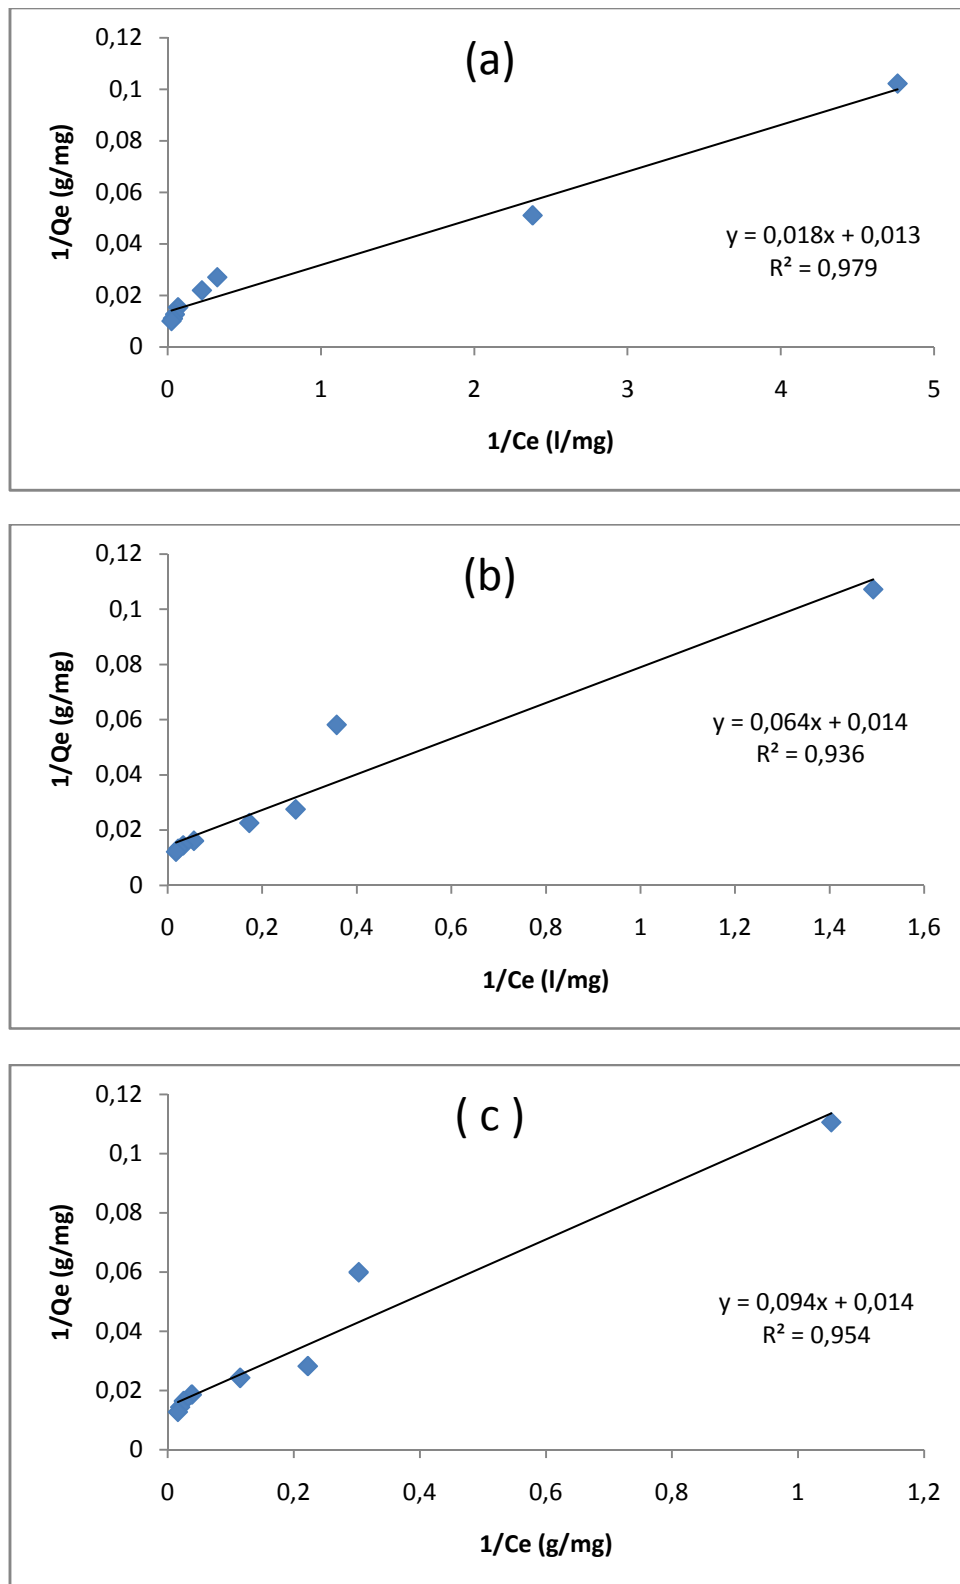 (a)
0,12
0,1
0,08
0,06
0,04
0,02
0
1/Qe (g/mg)
y = 0,018x + 0,013
R² = 0,979
0 1 2 3 4 5
1/Ce (l/mg)
(b)
0,12
0,1
0,08
0,06
0,04
0,02
0
1/Qe (g/mg)
y = 0,064x + 0,014
R² = 0,936
0 0,2 0,4 0,6 0,8 1 1,2 1,4 1,6
1/Ce (l/mg)
( c )
0,12
0,1
0,08
0,06
0,04
0,02
0
1/Qe (g/mg)
y = 0,094x + 0,014
R² = 0,954
0 0,2 0,4 0,6 0,8 1 1,2
1/Ce (g/mg)